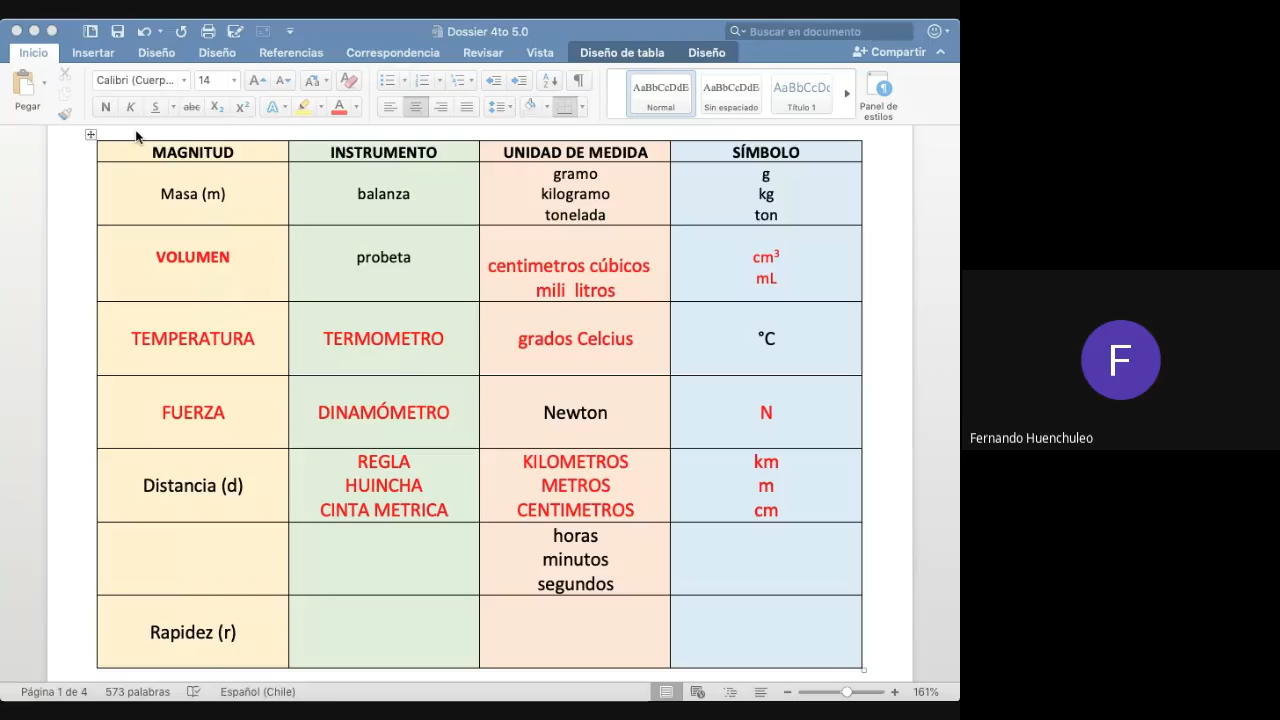 Dossier 4to 5.0
Buscar en documento
Inicio Insertar Diseño Diseño Referencias Correspondencia Revisar Vista Diseño de tabla Diseño Compartir
Calibri (Cuerp... 14
Pegar
N K S abc X₂ X² A A
AaBbCcDdE AaBbCcDdE AaBbCcDc
Normal Sin espaciado Título 1
Panel de
estilos
MAGNITUD INSTRUMENTO UNIDAD DE MEDIDA SÍMBOLO
Masa (m) balanza
gramo
kilogramo
tonelada
g
kg
ton
VOLUMEN probeta
centimetros cúbicos
mili litros
cm³
mL
TEMPERATURA TERMOMETRO grados Celcius °C
FUERZA DINAMÓMETRO Newton N
Distancia (d)
REGLA
HUINCHA
CINTA METRICA
KILOMETROS
METROS
CENTIMETROS
km
m
cm
horas
minutos
segundos
Rapidez (r)
Página 1 de 4 573 palabras Español (Chile) 161%
F
Fernando Huenchuleo